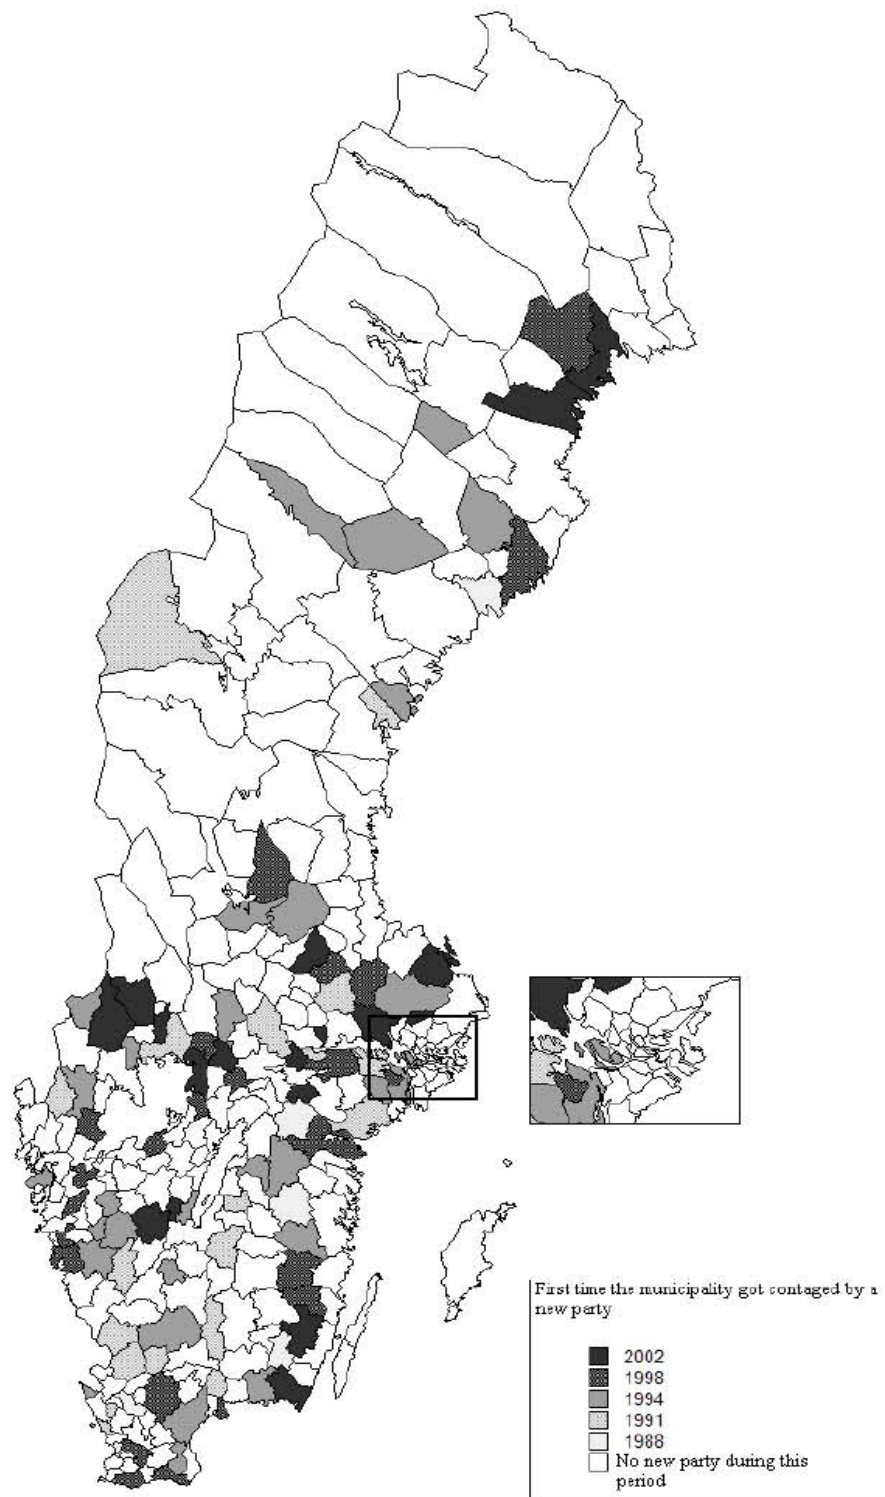 First time the municipality got contaged by a
new party
2002
1998
1994
1991
1988
No new party during this
period